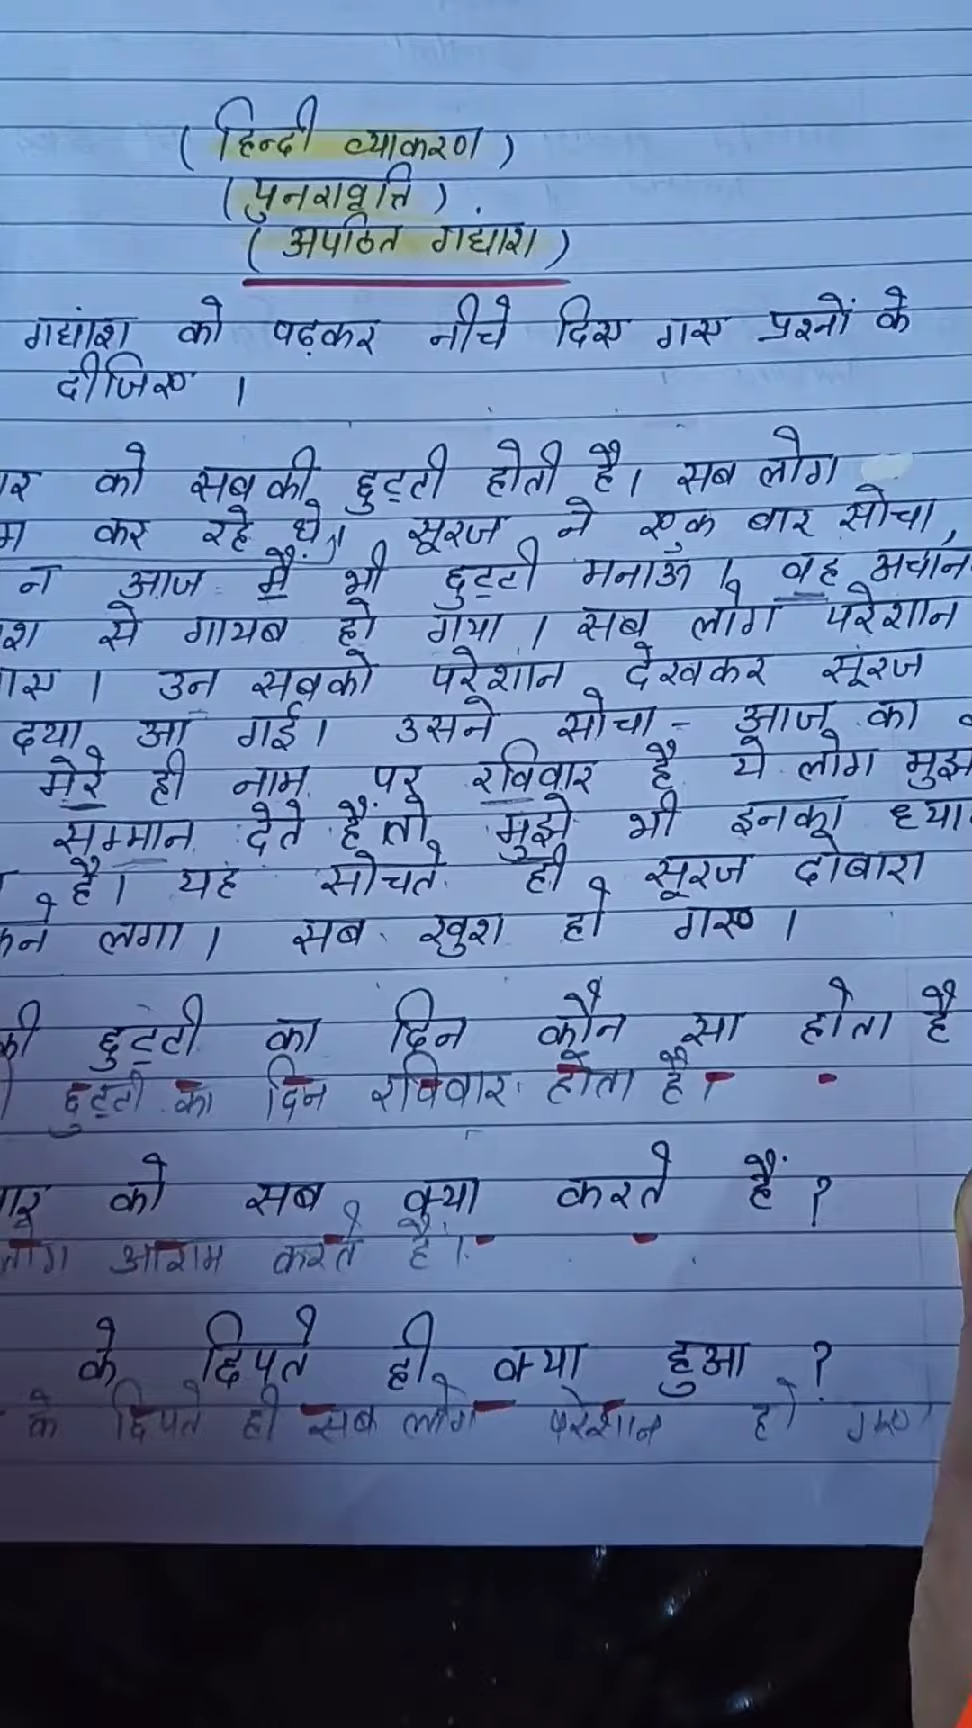 ( हिन्दी व्याकरण )
( पुनरावृत्ति )
( अपठित गद्यांश )
गद्यांश को पढ़कर नीचे दिए गए प्रश्नों के
दीजिए ।
को सबकी छुट्टी होती है। सब लोग
कर रहे थे। सूरज ने एक बार सोचा,
न आज मैं भी छुट्टी मनाऊँ । वह अचान
श से गायब हो गया । सब लोग परेशान
गए । उन सबको परेशान देखकर सूरज
दया आ गई। उसने सोचा - आज का
मेरे ही नाम पर रविवार है ये लोग मुझ
सम्मान देते हैं तो मुझे भी इनका ध्या
है। यह सोचते ही सूरज दोबारा
कने लगा । सब खुश हो गए ।
की छुट्टी का दिन कौन सा होता है
छुट्टी का दिन रविवार होता है।
को सब क्या करते हैं ?
लोग आराम करते हैं।
के छिपते ही क्या हुआ ?
के छिपते ही सब लोग परेशान हो गए